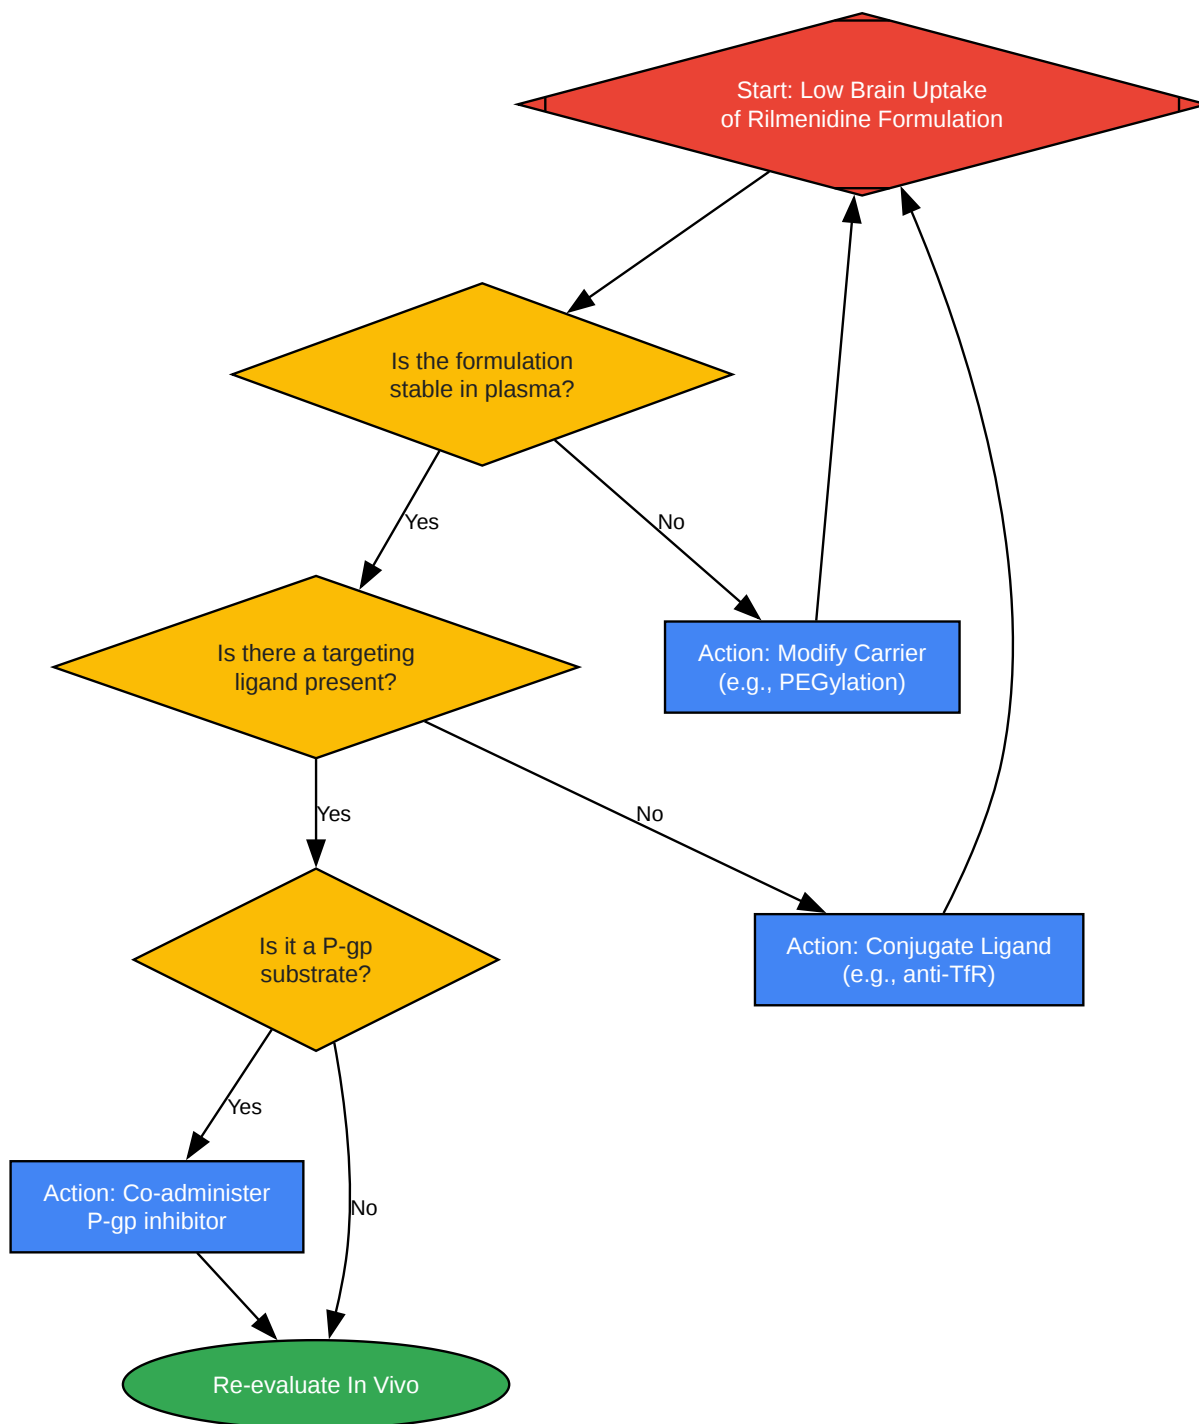 Start: Low Brain Uptake
of Rilmenidine Formulation
Is the formulation
stable in plasma?
Yes
No
Is there a targeting
ligand present?
Action: Modify Carrier
(e.g., PEGylation)
Yes
No
Is it a P-gp
substrate?
Action: Conjugate Ligand
(e.g., anti-TfR)
Yes
Action: Co-administer
P-gp inhibitor
No
Re-evaluate In Vivo